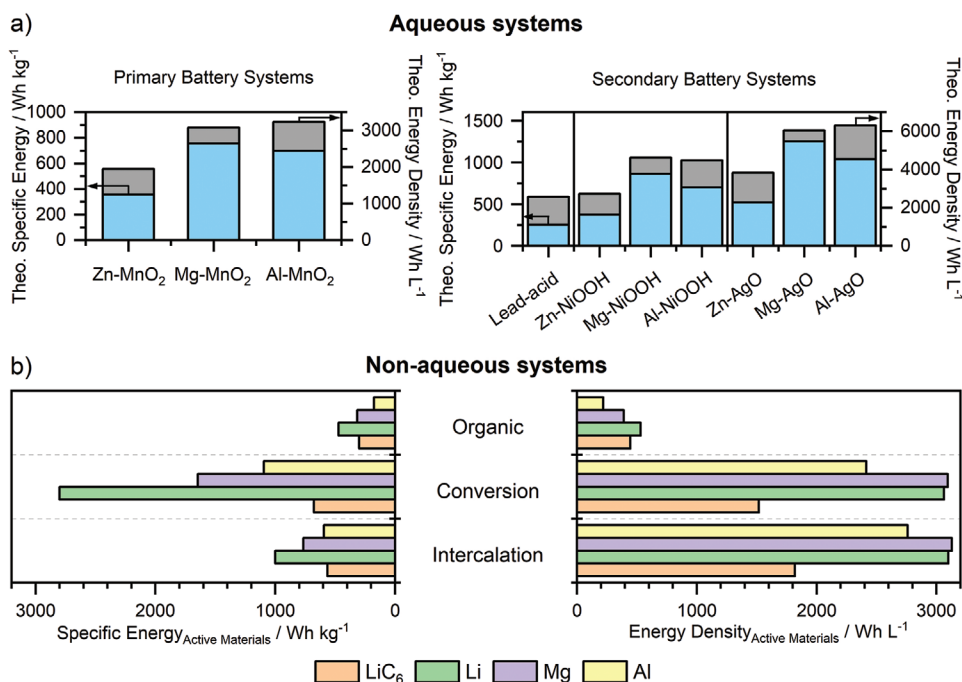 a) Aqueous systems
Primary Battery Systems
Theo. Specific Energy / Wh kg⁻¹
1000
800
600
400
200
0
Zn-MnO₂ Mg-MnO₂ Al-MnO₂
3000
2000
1000
0
Theo. Energy Density / Wh L⁻¹
Secondary Battery Systems
Theo. Specific Energy / Wh kg⁻¹
1500
1000
500
0
Lead-acid
Zn-NiOOH
Mg-NiOOH
Al-NiOOH
Zn-AgO
Mg-AgO
Al-AgO
6000
4000
2000
0
Theo. Energy Density / Wh L⁻¹
b) Non-aqueous systems
Organic
Conversion
Intercalation
3000 2000 1000 0
Specific Energy Active Materials / Wh kg⁻¹
0 1000 2000 3000
Energy Density Active Materials / Wh L⁻¹
LiC₆ Li Mg Al